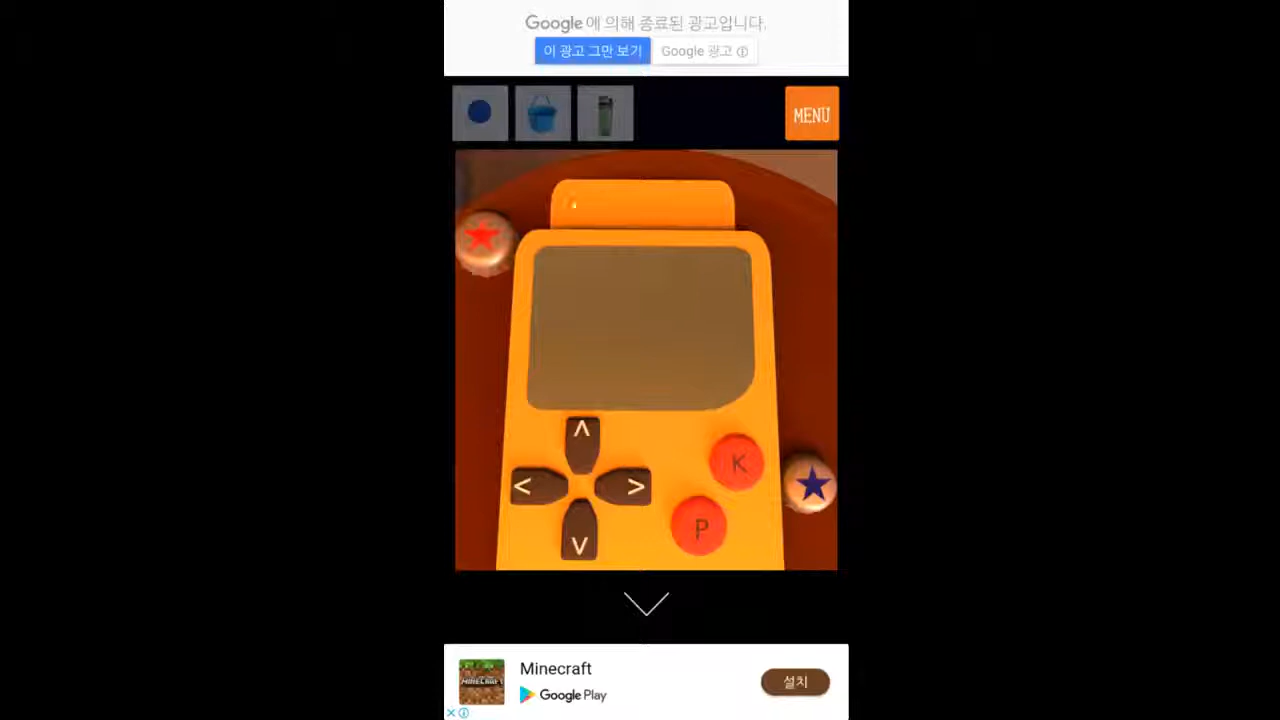 Google에 의해 종료된 광고입니다.
이 광고 그만 보기
Google 광고
MENU
^
< >
V
K
P
Minecraft
MINECRAFT
Google Play
설치